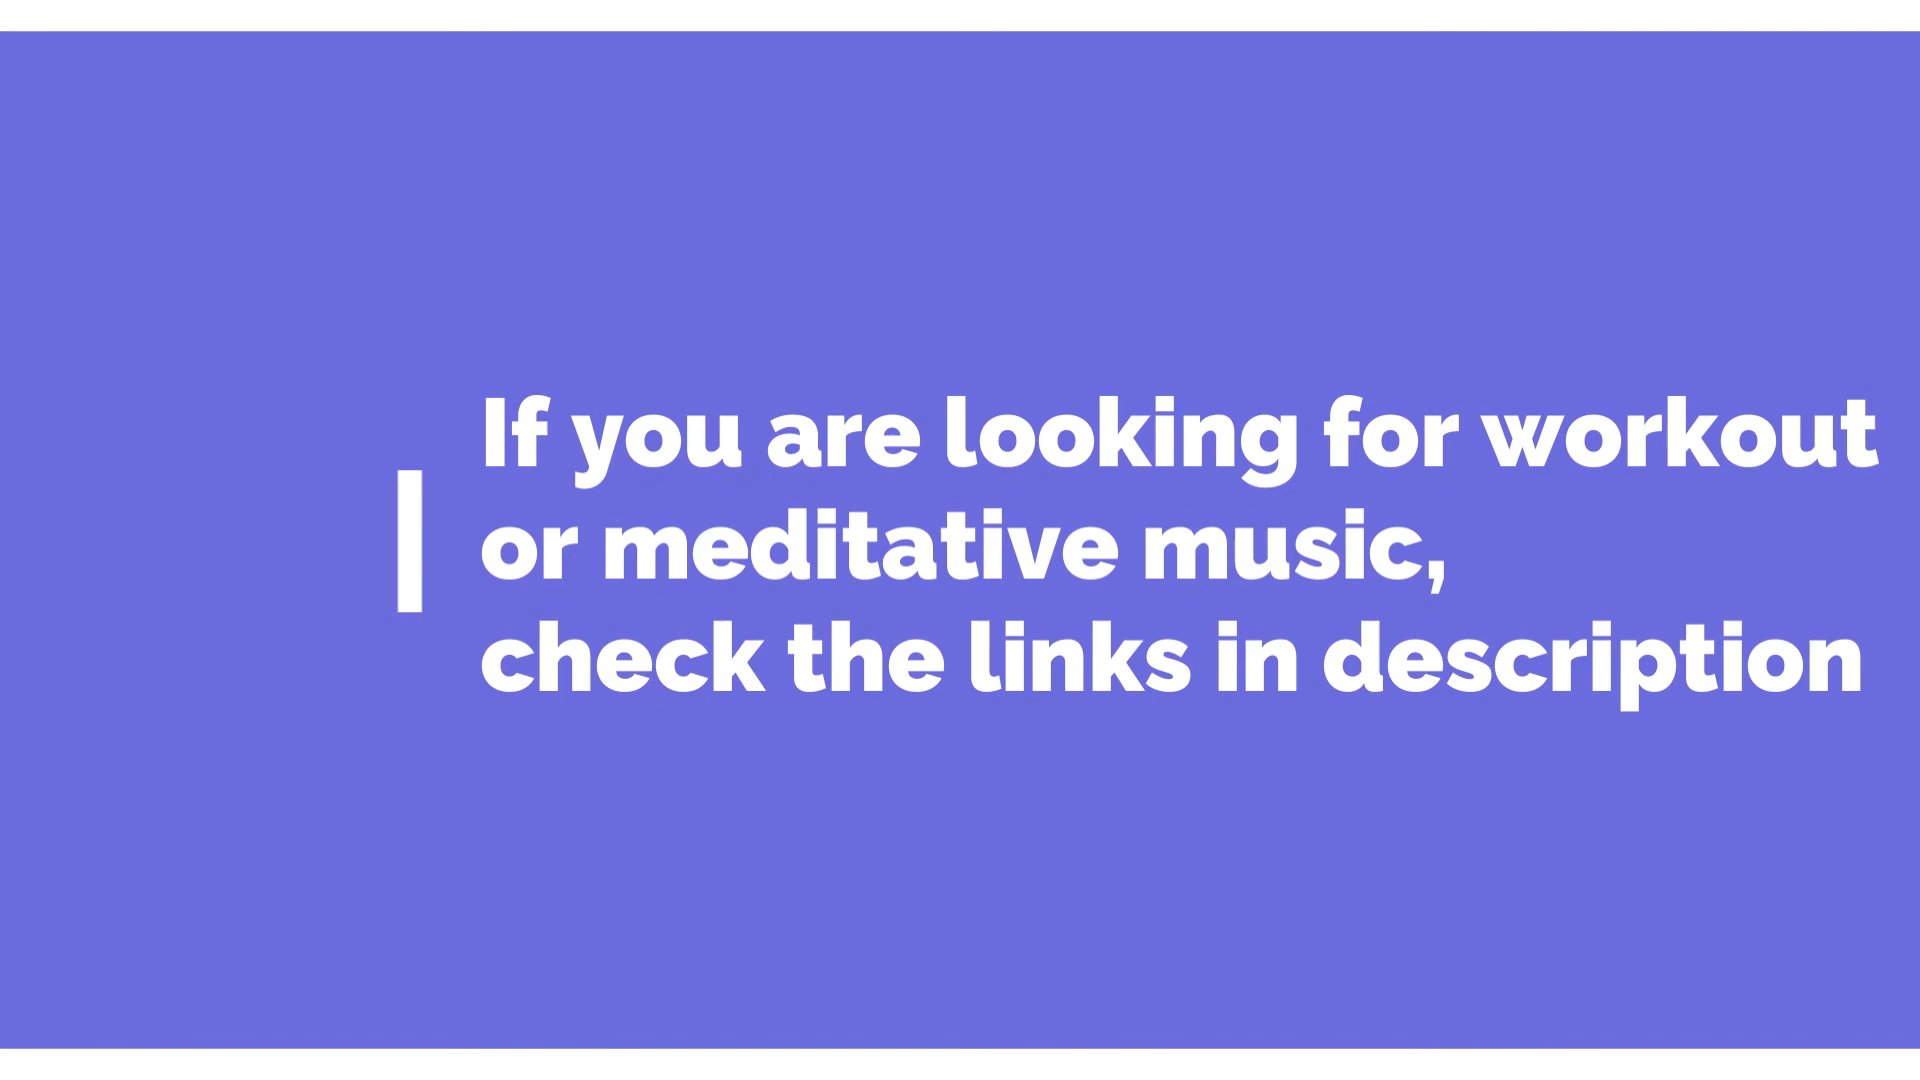 If you are looking for workout
or meditative music,
check the links in description